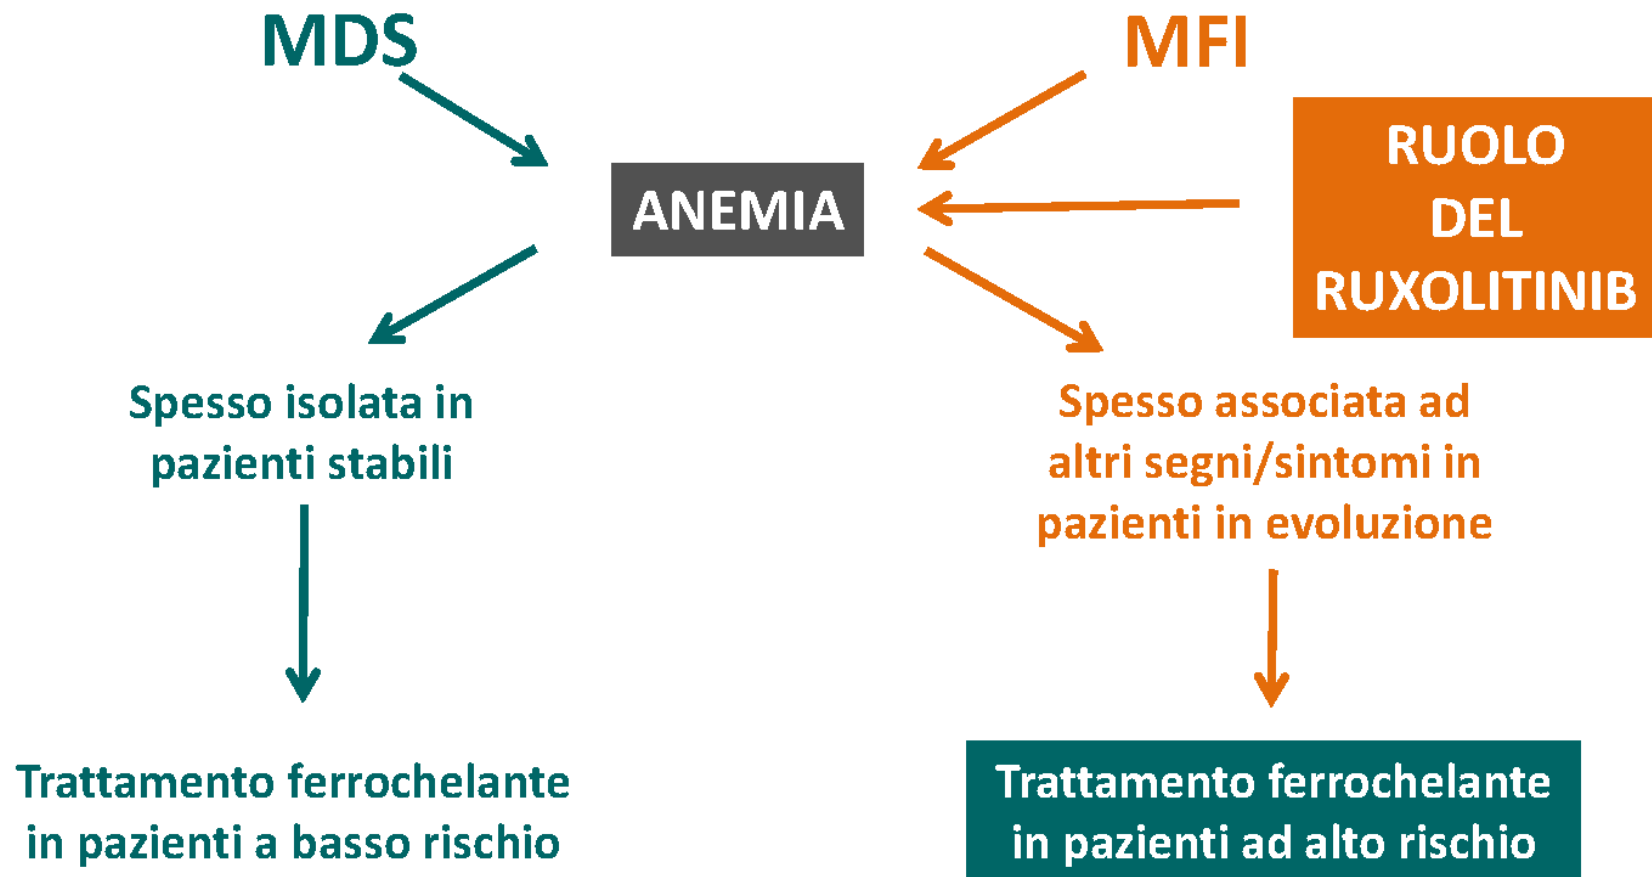 MDS
MFI
ANEMIA
RUOLO
DEL
RUXOLITINIB
Spesso isolata in
pazienti stabili
Spesso associata ad
altri segni/sintomi in
pazienti in evoluzione
Trattamento ferrochelante
in pazienti a basso rischio
Trattamento ferrochelante
in pazienti ad alto rischio